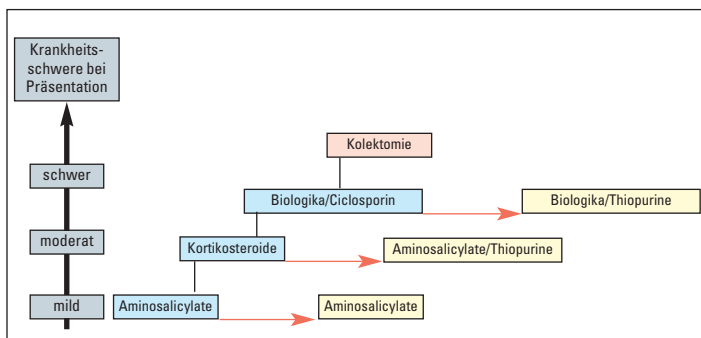 Krankheits-
schwere bei
Präsentation
Kolektomie
schwer
Biologika/Ciclosporin
Biologika/Thiopurine
moderat
Kortikosteroide
Aminosalicylate/Thiopurine
mild
Aminosalicylate
Aminosalicylate